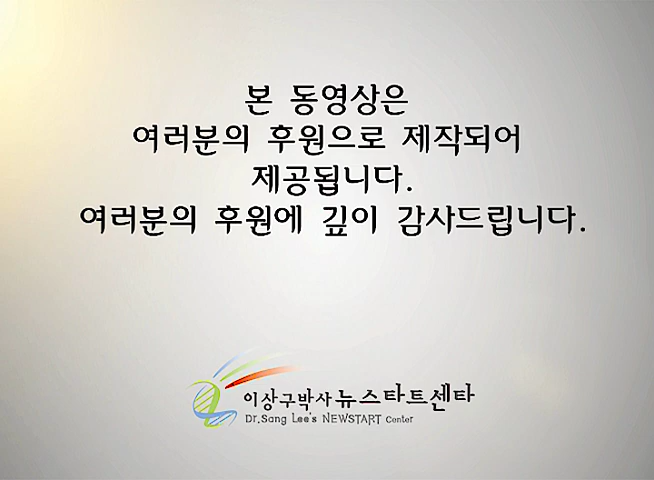 본 동영상은
여러분의 후원으로 제작되어
제공됩니다.
여러분의 후원에 깊이 감사드립니다.
이상구박사 뉴스타트센타
Dr.Sang Lee's NEWSTART Center